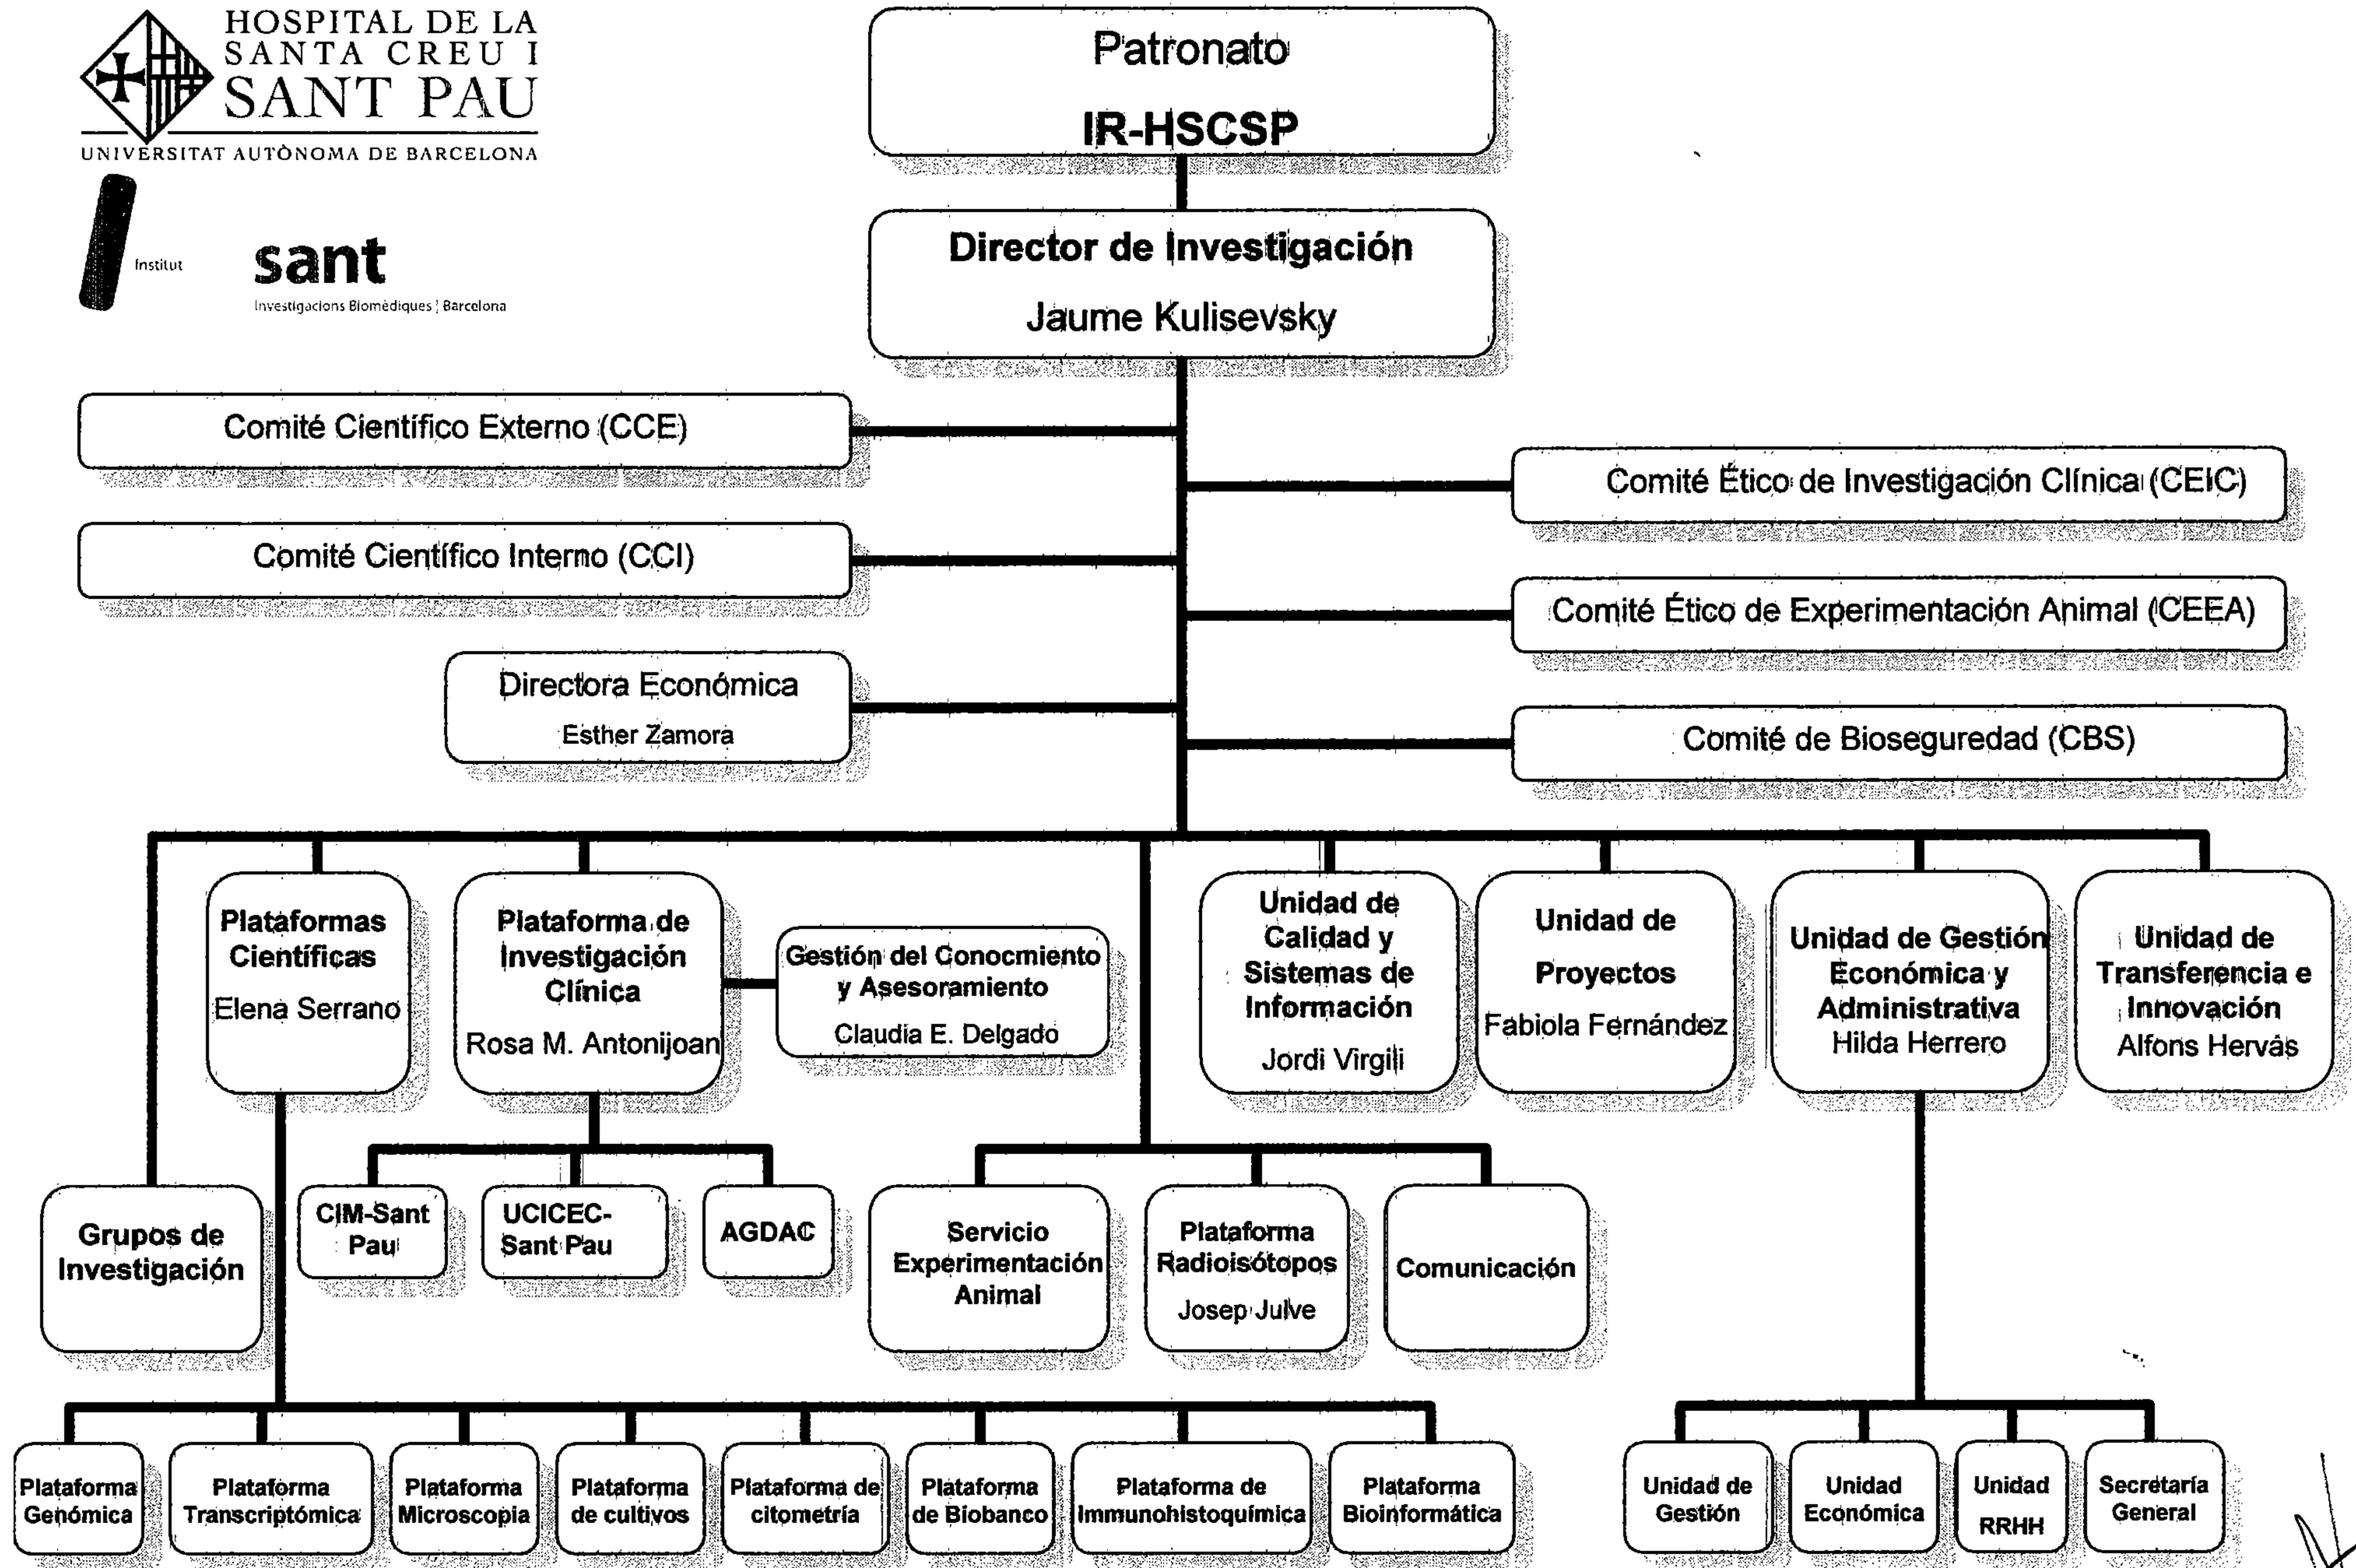 HOSPITAL DE LA
SANTA CREU I
SANT PAU
UNIVERSITAT AUTÒNOMA DE BARCELONA
Institut
sant
Investigacions Biomèdiques | Barcelona
Patronato
IR-HSCSP
Director de Investigación
Jaume Kulisevsky
Comité Científico Externo (CCE)
Comité Ético de Investigación Clínica (CEIC)
Comité Científico Interno (CCI)
Comité Ético de Experimentación Animal (CEEA)
Directora Económica
Esther Zamora
Comité de Bioseguredad (CBS)
Plataformas
Científicas
Elena Serrano
Plataforma de
Investigación
Clínica
Rosa M. Antonijoan
Gestión del Conocmiento
y Asesoramiento
Claudia E. Delgado
Unidad de
Calidad y
Sistemas de
Información
Jordi Virgili
Unidad de
Proyectos
Fabiola Fernández
Unidad de Gestión
Económica y
Administrativa
Hilda Herrero
Unidad de
Transferencia e
Innovación
Alfons Hervás
Grupos de
Investigación
CIM-Sant
Pau
UCICEC-
Sant Pau
AGDAC
Servicio
Experimentación
Animal
Plataforma
Radioisótopos
Josep Julve
Comunicación
Plataforma
Genómica
Plataforma
Transcriptómica
Plataforma
Microscopia
Plataforma
de cultivos
Plataforma de
citometría
Plataforma
de Biobanco
Plataforma de
Immunohistoquímica
Plataforma
Bioinformática
Unidad de
Gestión
Unidad
Económica
Unidad
RRHH
Secretaría
General